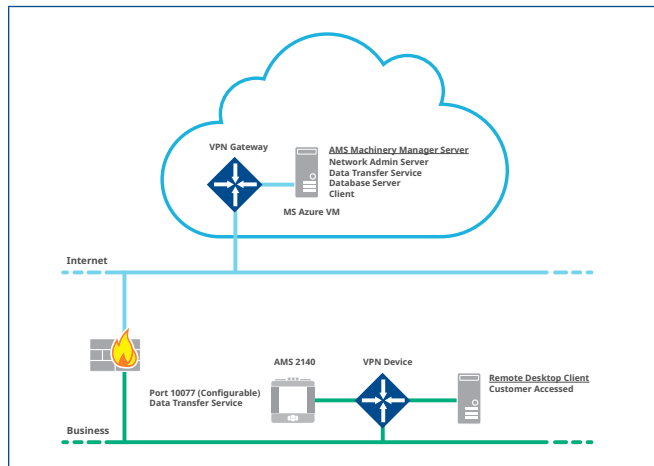 VPN Gateway
AMS Machinery Manager Server
Network Admin Server
Data Transfer Service
Database Server
Client
MS Azure VM
Internet
AMS 2140
VPN Device
Remote Desktop Client
Customer Accessed
Port 10077 (Configurable)
Data Transfer Service
Business